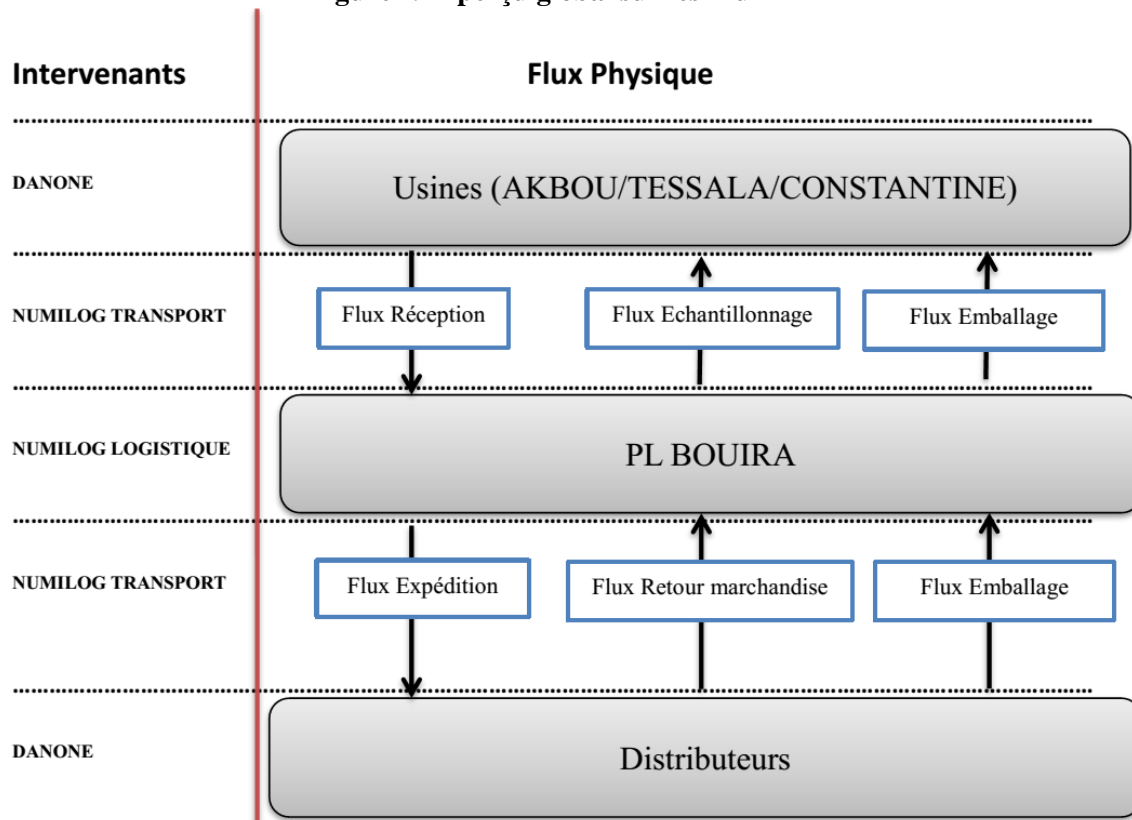 Intervenants Flux Physique
DANONE Usines (AKBOU/TESSALA/CONSTANTINE)
NUMILOG TRANSPORT Flux Réception Flux Echantillonnage Flux Emballage
NUMILOG LOGISTIQUE PL BOUIRA
NUMILOG TRANSPORT Flux Expédition Flux Retour marchandise Flux Emballage
DANONE Distributeurs